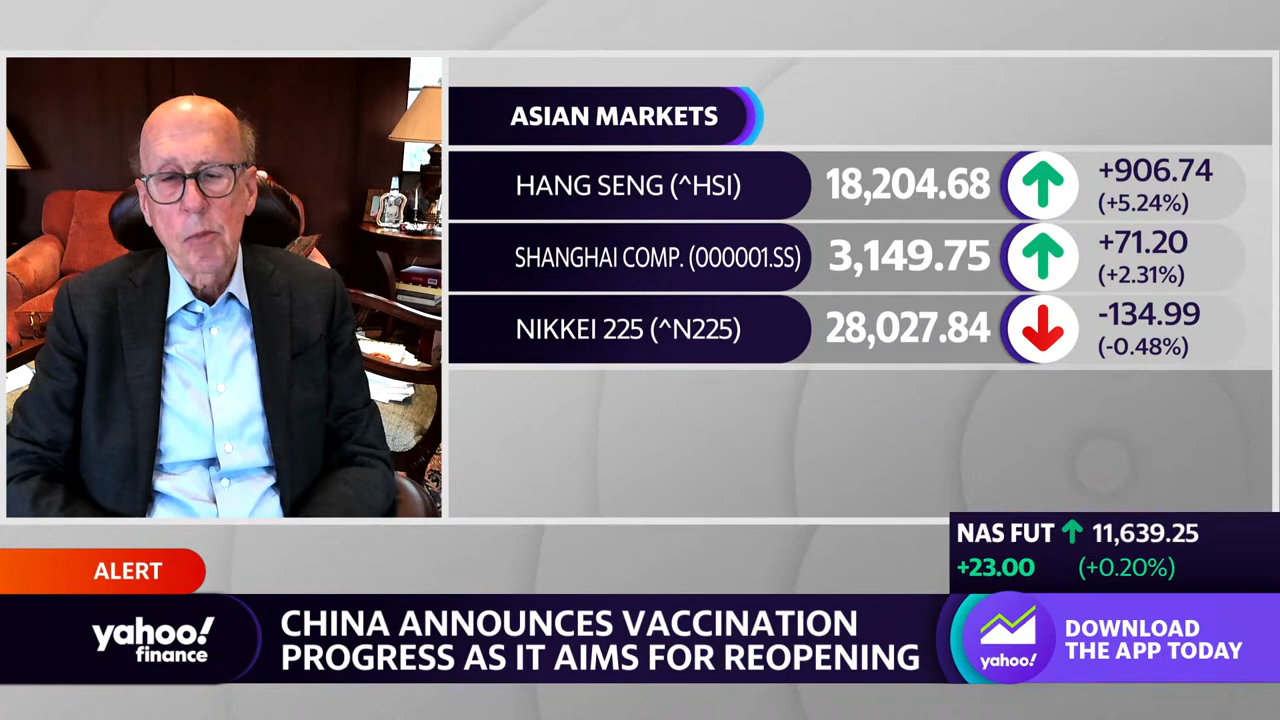 ASIAN MARKETS
HANG SENG (^HSI) 18,204.68 +906.74
(+5.24%)
SHANGHAI COMP. (000001.SS) 3,149.75 +71.20
(+2.31%)
NIKKEI 225 (^N225) 28,027.84 -134.99
(-0.48%)
NAS FUT 11,639.25
+23.00 (+0.20%)
ALERT
yahoo!
finance
CHINA ANNOUNCES VACCINATION
PROGRESS AS IT AIMS FOR REOPENING
yahoo!
DOWNLOAD
THE APP TODAY